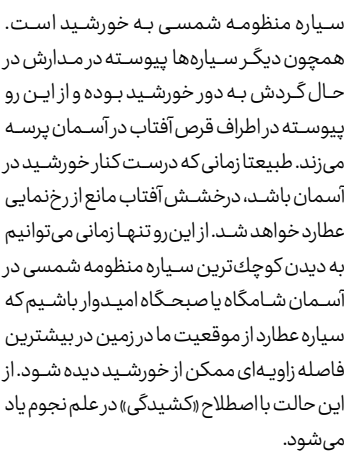 سیاره منظومه شمسی به خورشید است.
همچون دیگر سیاره‌ها پیوسته در مدارش در
حال گردش به دور خورشید بوده و از این رو
پیوسته در اطراف قرص آفتاب در آسمان پرسه
می‌زند. طبیعتا زمانی که درست کنار خورشید در
آسمان باشد، درخشش آفتاب مانع از رخ‌نمایی
عطارد خواهد شد. از این‌رو تنها زمانی می‌توانیم
به دیدن کوچك‌ترین سیاره منظومه شمسی در
آسمان شامگاه یا صبحگاه امیدوار باشیم که
سیاره عطارد از موقعیت ما در زمین در بیشترین
فاصله زاویه‌ای ممکن از خورشید دیده شود. از
این حالت با اصطلاح «کشیدگی» در علم نجوم یاد
می‌شود.